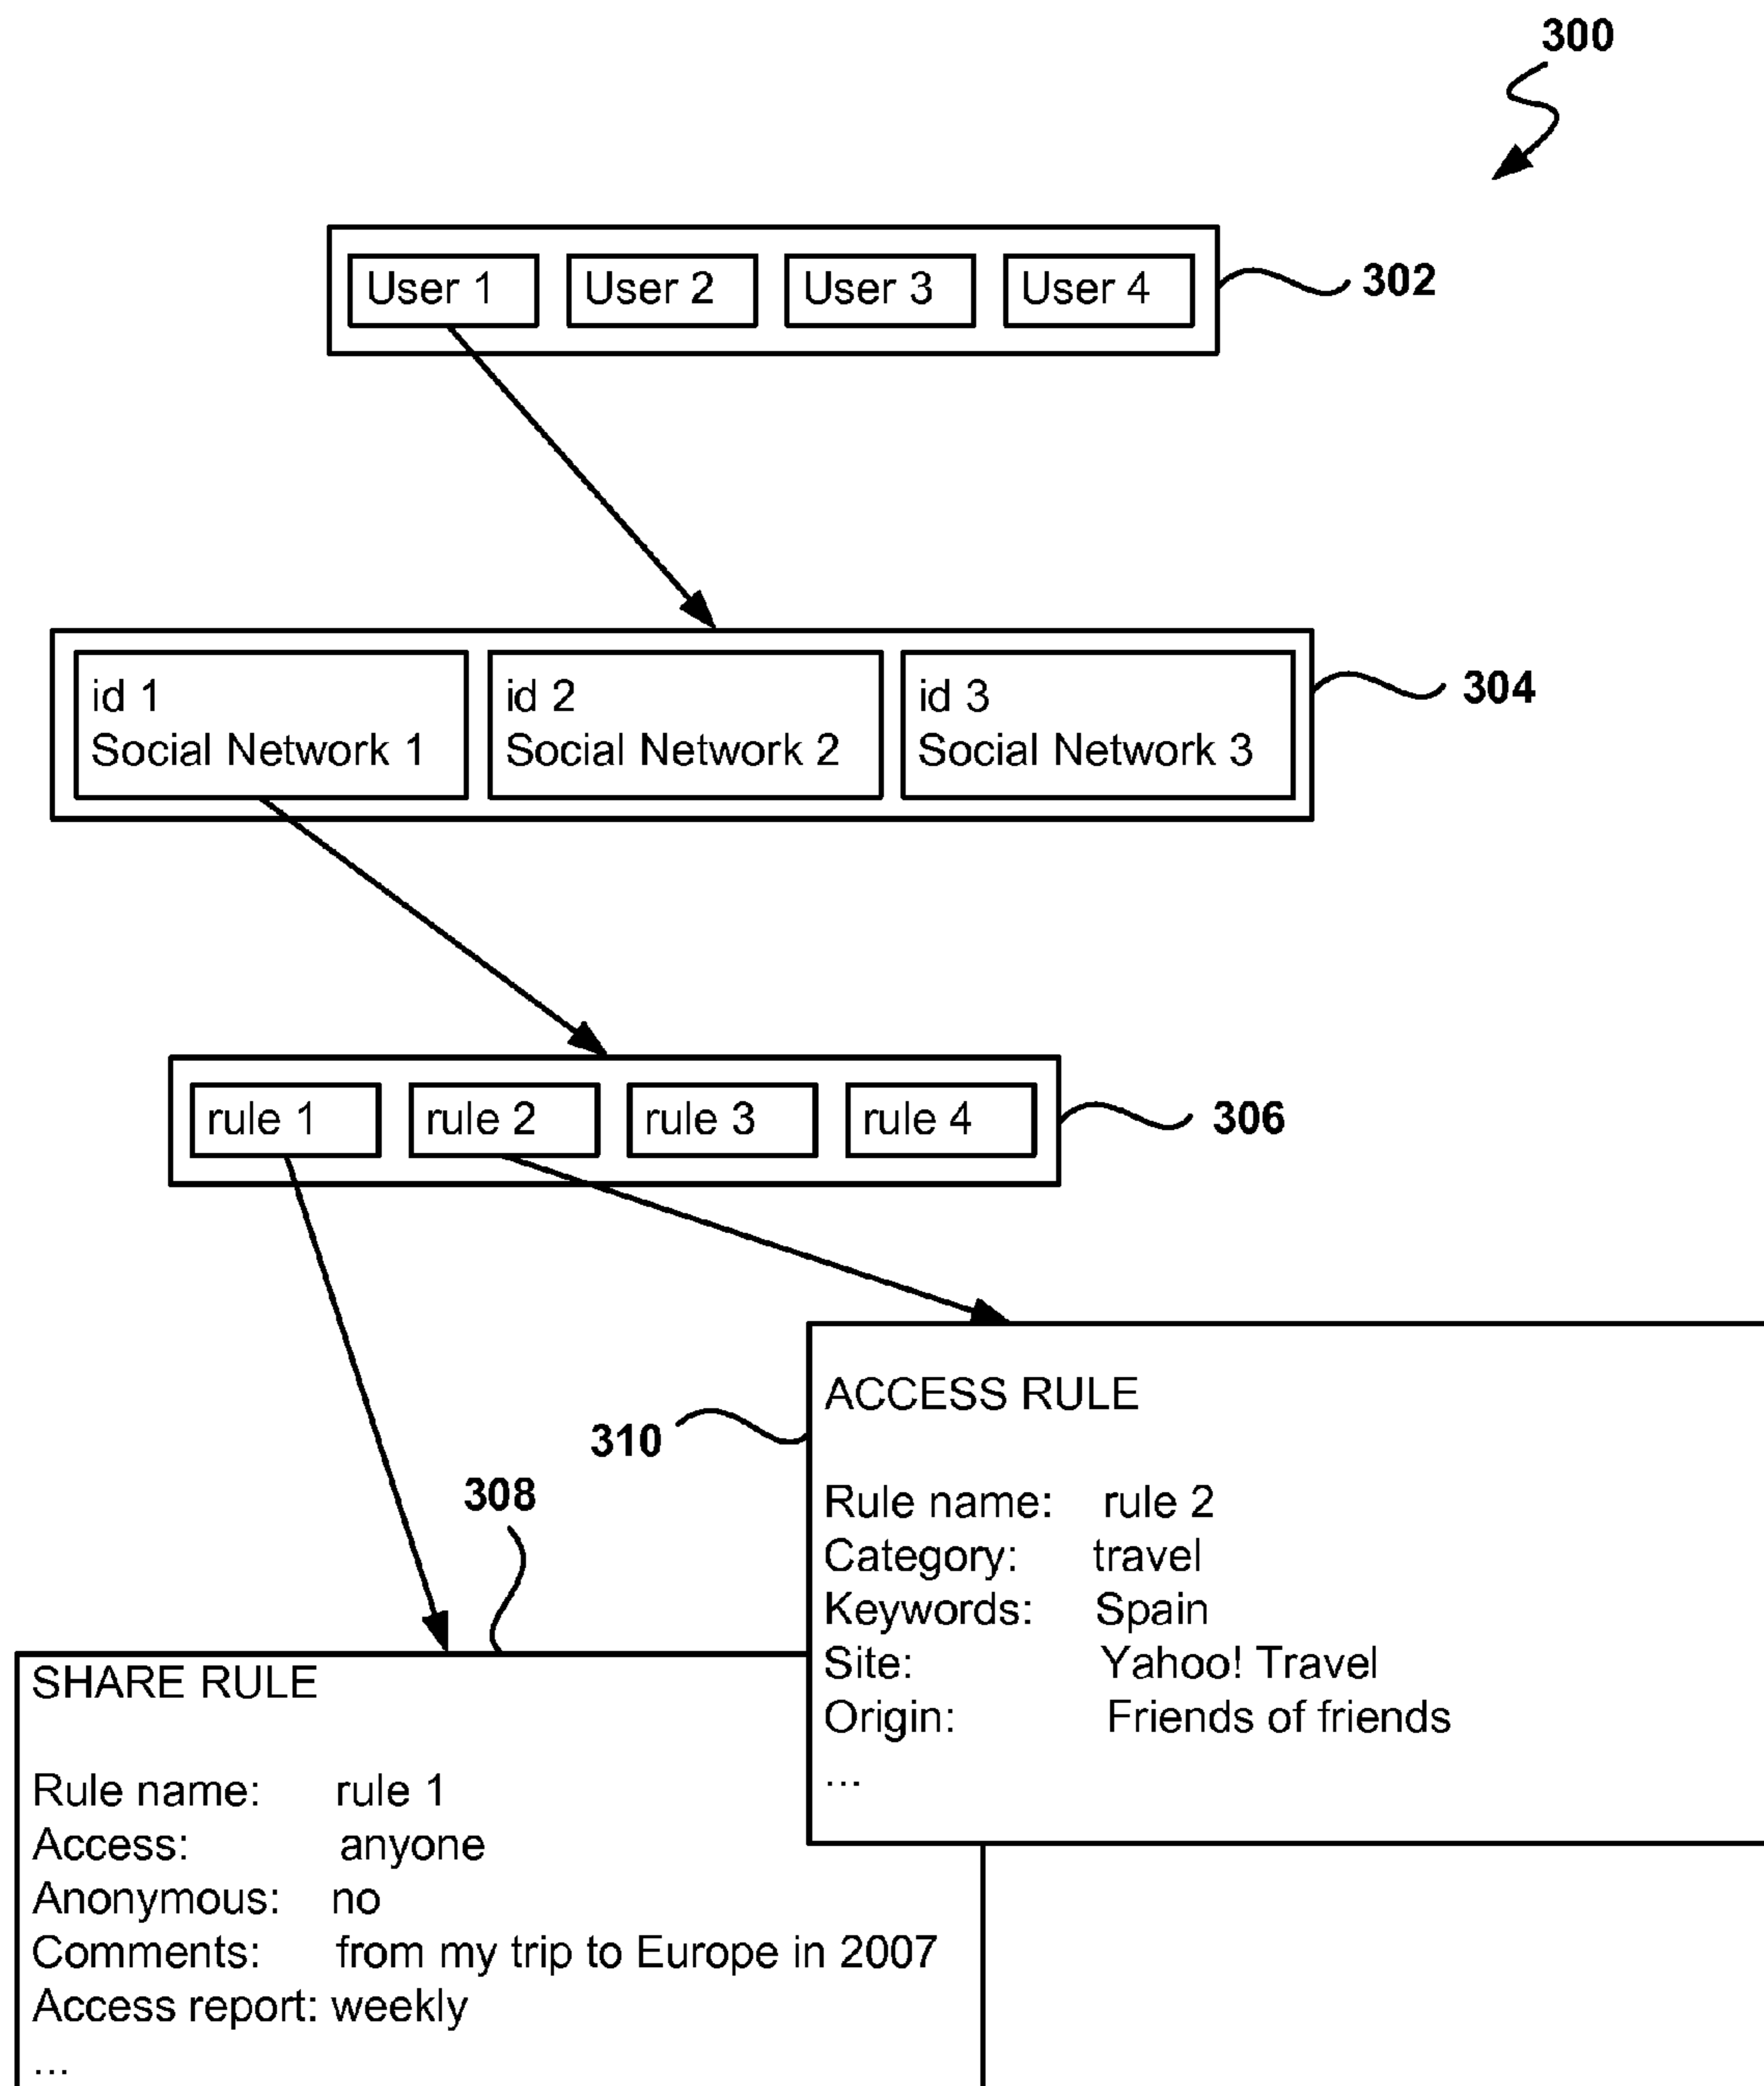 300
User 1 User 2 User 3 User 4
302
id 1
Social Network 1
id 2
Social Network 2
id 3
Social Network 3
304
rule 1 rule 2 rule 3 rule 4
306
310
ACCESS RULE
Rule name: rule 2
Category: travel
Keywords: Spain
Site: Yahoo! Travel
Origin: Friends of friends
...
308
SHARE RULE
Rule name: rule 1
Access: anyone
Anonymous: no
Comments: from my trip to Europe in 2007
Access report: weekly
...